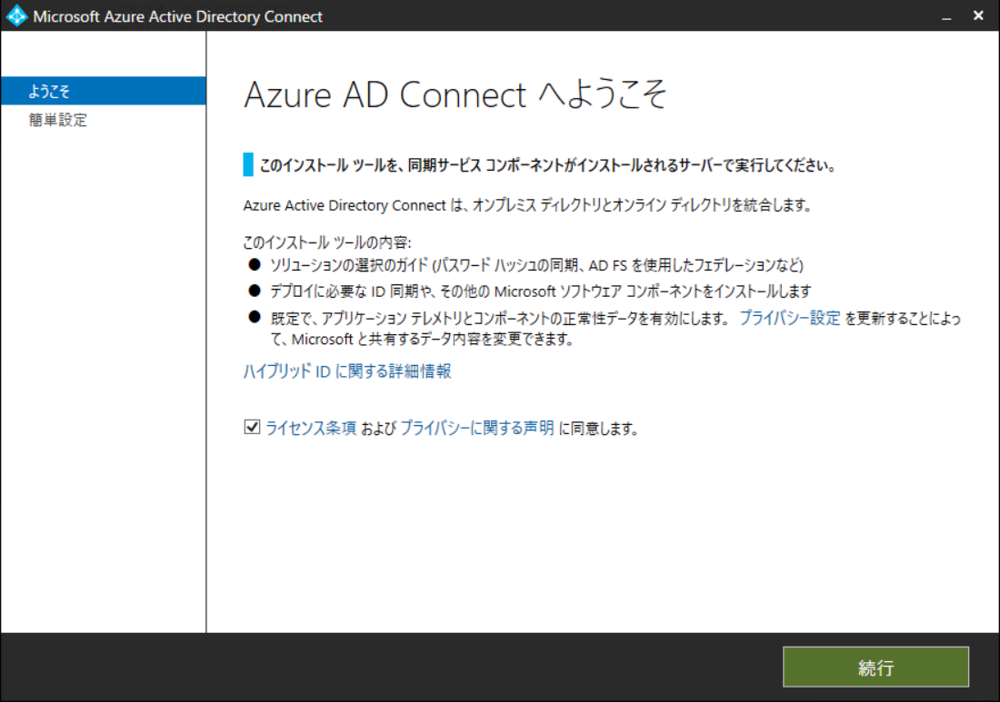 Microsoft Azure Active Directory Connect
ようこそ
簡単設定
Azure AD Connect へようこそ
このインストール ツールを、同期サービス コンポーネントがインストールされるサーバーで実行してください。
Azure Active Directory Connect は、オンプレミス ディレクトリとオンライン ディレクトリを統合します。
このインストール ツールの内容:
● ソリューションの選択のガイド (パスワード ハッシュの同期、AD FS を使用したフェデレーションなど)
● デプロイに必要な ID 同期や、その他の Microsoft ソフトウェア コンポーネントをインストールします
● 既定で、アプリケーション テレメトリとコンポーネントの正常性データを有効にします。 プライバシー設定 を更新することによっ
て、Microsoft と共有するデータ内容を変更できます。
ハイブリッド ID に関する詳細情報
ライセンス条項 および プライバシーに関する声明 に同意します。
続行